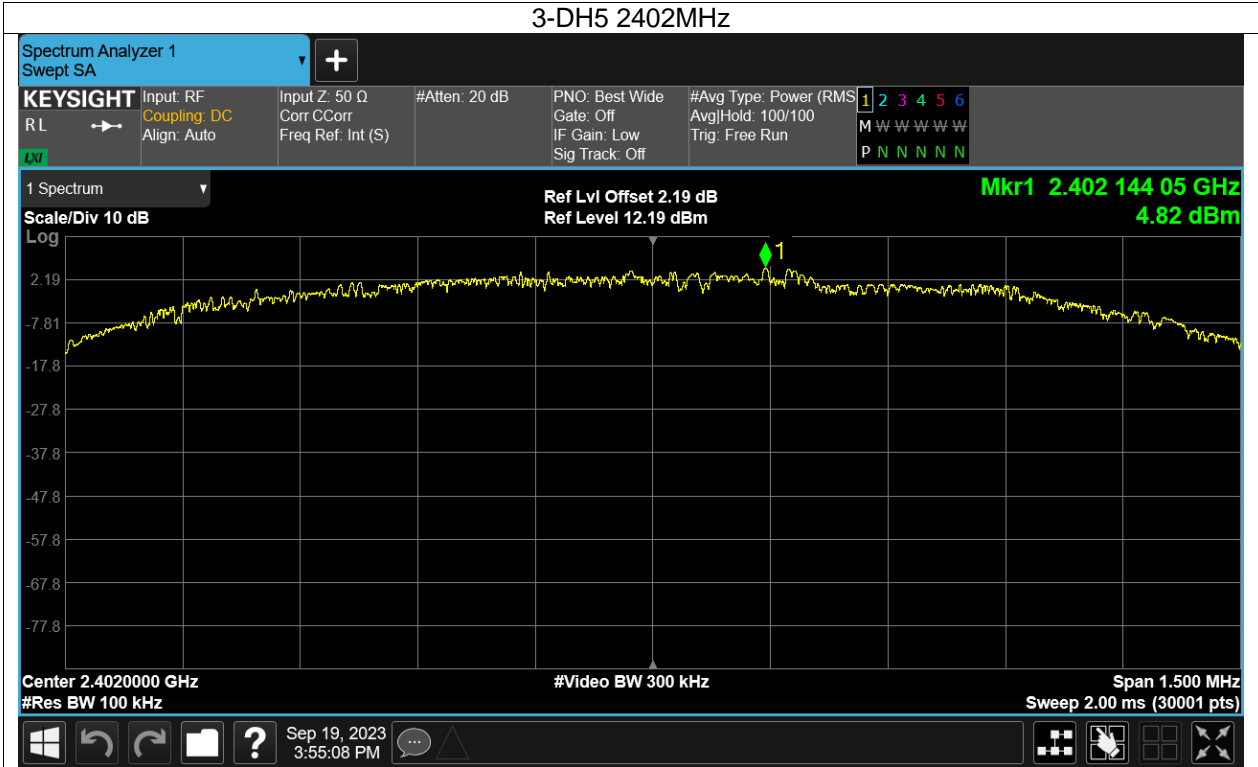 3-DH5 2402MHz
Spectrum Analyzer 1
Swept SA
KEYSIGHT
R L
LXI
Input: RF
Coupling: DC
Align: Auto
Input Z: 50 Ω
Corr CCorr
Freq Ref: Int (S)
#Atten: 20 dB
PNO: Best Wide
Gate: Off
IF Gain: Low
Sig Track: Off
#Avg Type: Power (RMS
Avg|Hold: 100/100
Trig: Free Run
1 2 3 4 5 6
M W W W W W
P N N N N N
1 Spectrum
Scale/Div 10 dB
Log
Ref Lvl Offset 2.19 dB
Ref Level 12.19 dBm
Mkr1 2.402 144 05 GHz
4.82 dBm
1
2.19
-7.81
-17.8
-27.8
-37.8
-47.8
-57.8
-67.8
-77.8
Center 2.4020000 GHz
#Res BW 100 kHz
#Video BW 300 kHz
Span 1.500 MHz
Sweep 2.00 ms (30001 pts)
?
Sep 19, 2023
3:55:08 PM